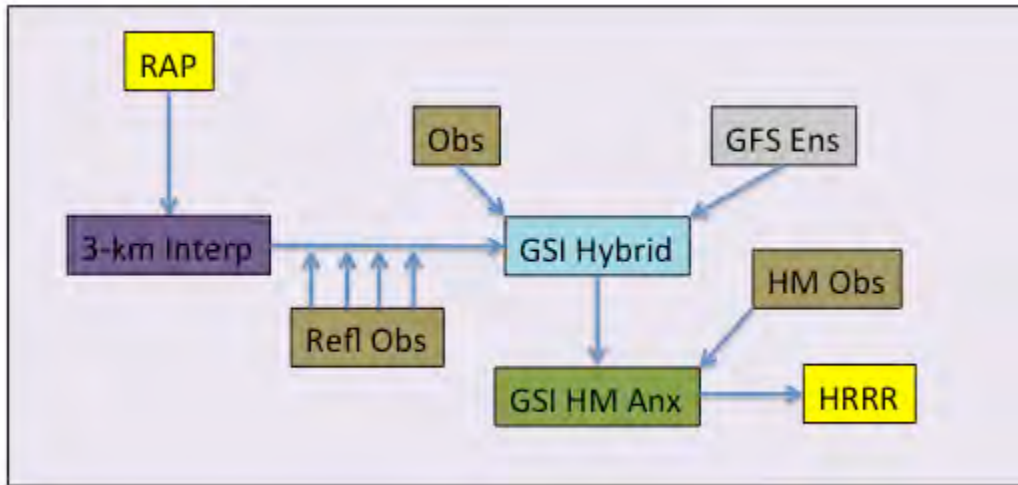 RAP
Obs
GFS Ens
3-km Interp
GSI Hybrid
HM Obs
Refl Obs
GSI HM Anx
HRRR